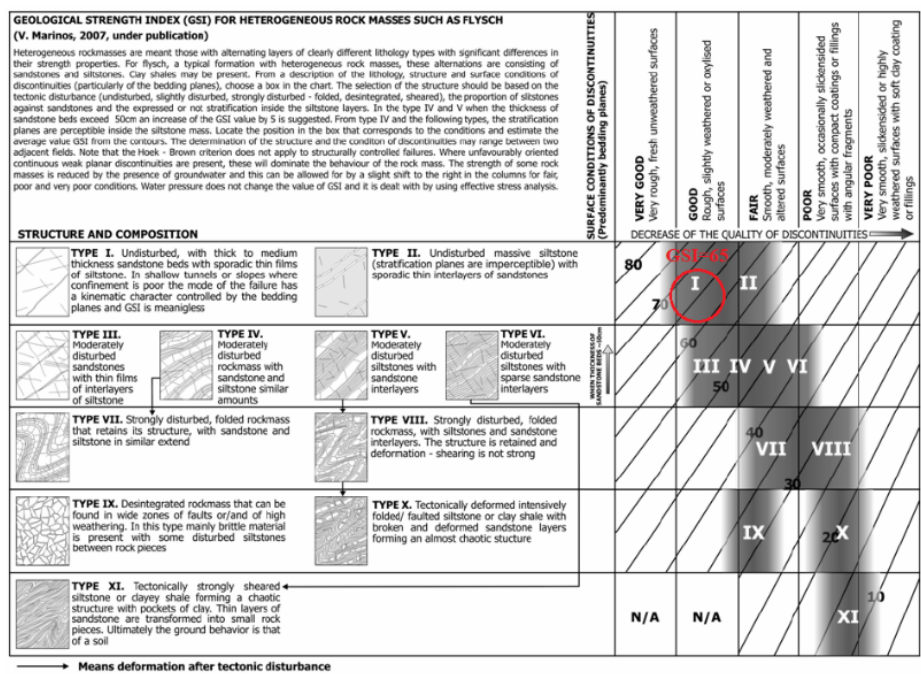 GEOLOGICAL STRENGTH INDEX (GSI) FOR HETEROGENEOUS ROCK MASSES SUCH AS FLYSCH
(V. Marinos, 2007, under publication)
Heterogeneous rockmasses are meant those with alternating layers of clearly different lithology types with significant differences in
their strength properties. For flysch, a typical formation with heterogeneous rock masses, these alternations are consisting of
sandstones and siltstones. Clay shales may be present. From a description of the lithology, structure and surface conditions of
discontinuities (particularly of the bedding planes), choose a box in the chart. The selection of the structure should be based on the
tectonic disturbance (undisturbed, slightly disturbed, strongly disturbed - folded, desintegrated, sheared), the proportion of siltstones
against sandstones and the expressed or not stratification inside the siltstone layers. In the type IV and V when the thickness of
sandstone beds exceed 50cm an increase of the GSI value by 5 is suggested. From type IV and the following types, the stratification
planes are perceptible inside the siltstone mass. Locate the position in the box that corresponds to the conditions and estimate the
average value GSI from the contours. The determination of the structure and the conditon of discontinuities may range between two
adjacent fields. Note that the Hoek - Brown criterion does not apply to structurally controlled failures. Where unfavourably oriented
continuous weak planar discontinuities are present, these will dominate the behaviour of the rock mass. The strength of some rock
masses is reduced by the presence of groundwater and this can be allowed for by a slight shift to the right in the columns for fair,
poor and very poor conditions. Water pressure does not change the value of GSI and it is dealt with by using effective stress analysis.
STRUCTURE AND COMPOSITION
SURFACE CONDITIONS OF DISCONTINUITIES
(Predominantly bedding planes)
VERY GOOD
Very rough, fresh unweathered surfaces
GOOD
Rough, slightly weathered or oxylised
surfaces
FAIR
Smooth, moderately weathered and
altered surfaces
POOR
Very smooth, occasionally slickensided
surfaces with compact coatings or fillings
with angular fragments
VERY POOR
Very smooth, slickensided or highly
weathered surfaces with soft clay coating
or fillings
DECREASE OF THE QUALITY OF DISCONTINUITIES
TYPE I. Undisturbed, with thick to medium
thickness sandstone beds with sporadic thin films
of siltstone. In shallow tunnels or slopes where
confinement is poor the mode of the failure has
a kinematic character controlled by the bedding
planes and GSI is meanigless
TYPE II. Undisturbed massive siltstone
(stratification planes are imperceptible) with
sporadic thin interlayers of sandstones
80
GSI=65
I
II
70
TYPE III.
Moderately
disturbed
sandstones
with thin films
of interlayers
of siltstone
TYPE IV.
Moderately
disturbed
rockmass with
sandstone and
siltstone similar
amounts
TYPE V.
Moderately
disturbed
siltstones with
sandstone
interlayers
TYPE VI.
Moderately
disturbed
siltstones with
sparse sandstone
interlayers
WHEN THICKNESS OF
60
III IV V VI
50
TYPE VII. Strongly disturbed, folded rockmass
that retains its structure, with sandstone and
siltstone in similar extend
TYPE VIII. Strongly disturbed, folded
rockmass, with siltstones and sandstone
interlayers. The structure is retained and
deformation - shearing is not strong
40
VII VIII
30
TYPE IX. Desintegrated rockmass that can be
found in wide zones of faults or/and of high
weathering. In this type mainly brittle material
is present with some disturbed siltstones
between rock pieces
TYPE X. Tectonically deformed intensively
folded/ faulted siltstone or clay shale with
broken and deformed sandstone layers
forming an almost chaotic stucture
IX
20
X
TYPE XI. Tectonically strongly sheared
siltstone or clayey shale forming a chaotic
structure with pockets of clay. Thin layers of
sandstone are transformed into small rock
pieces. Ultimately the ground behavior is that
of a soil
N/A
N/A
10
XI
Means deformation after tectonic disturbance